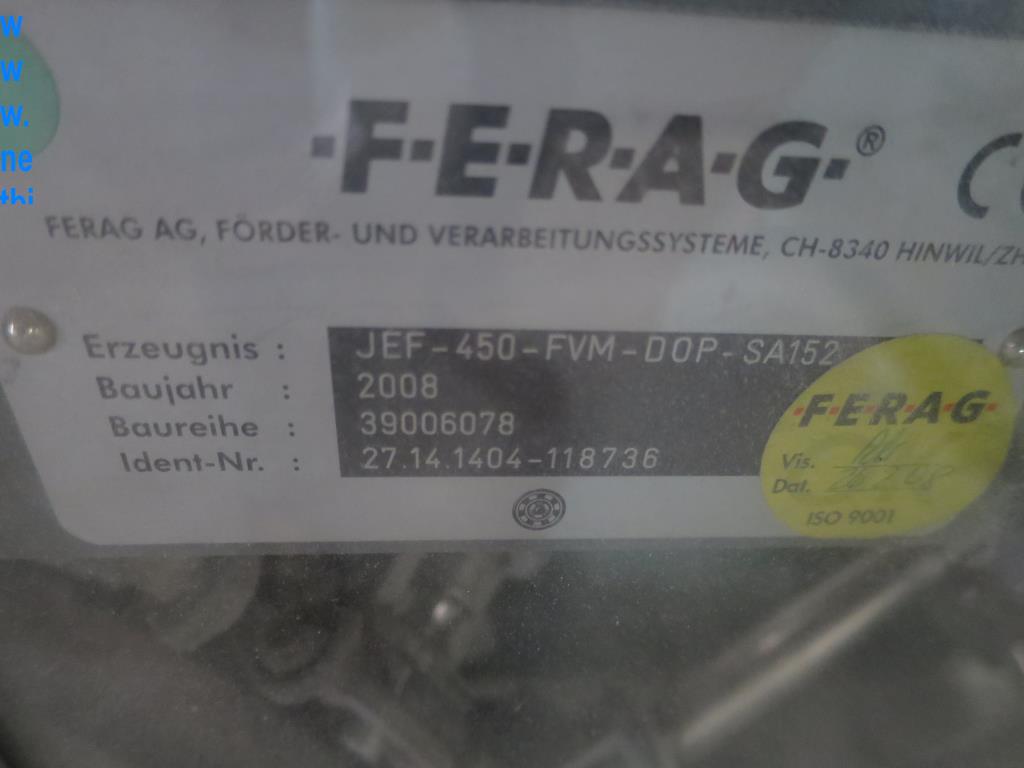 w
w
w.
ne
·F·E·R·A·G·®
FERAG AG, FÖRDER- UND VERARBEITUNGSSYSTEME, CH-8340 HINWIL/ZH
Erzeugnis : JEF-450-FVM-DOP-SA152
Baujahr : 2008
Baureihe : 39006078
Ident-Nr. : 27.14.1404-118736
·F·E·R·A·G·
Vis.
Dat.
ISO 9001